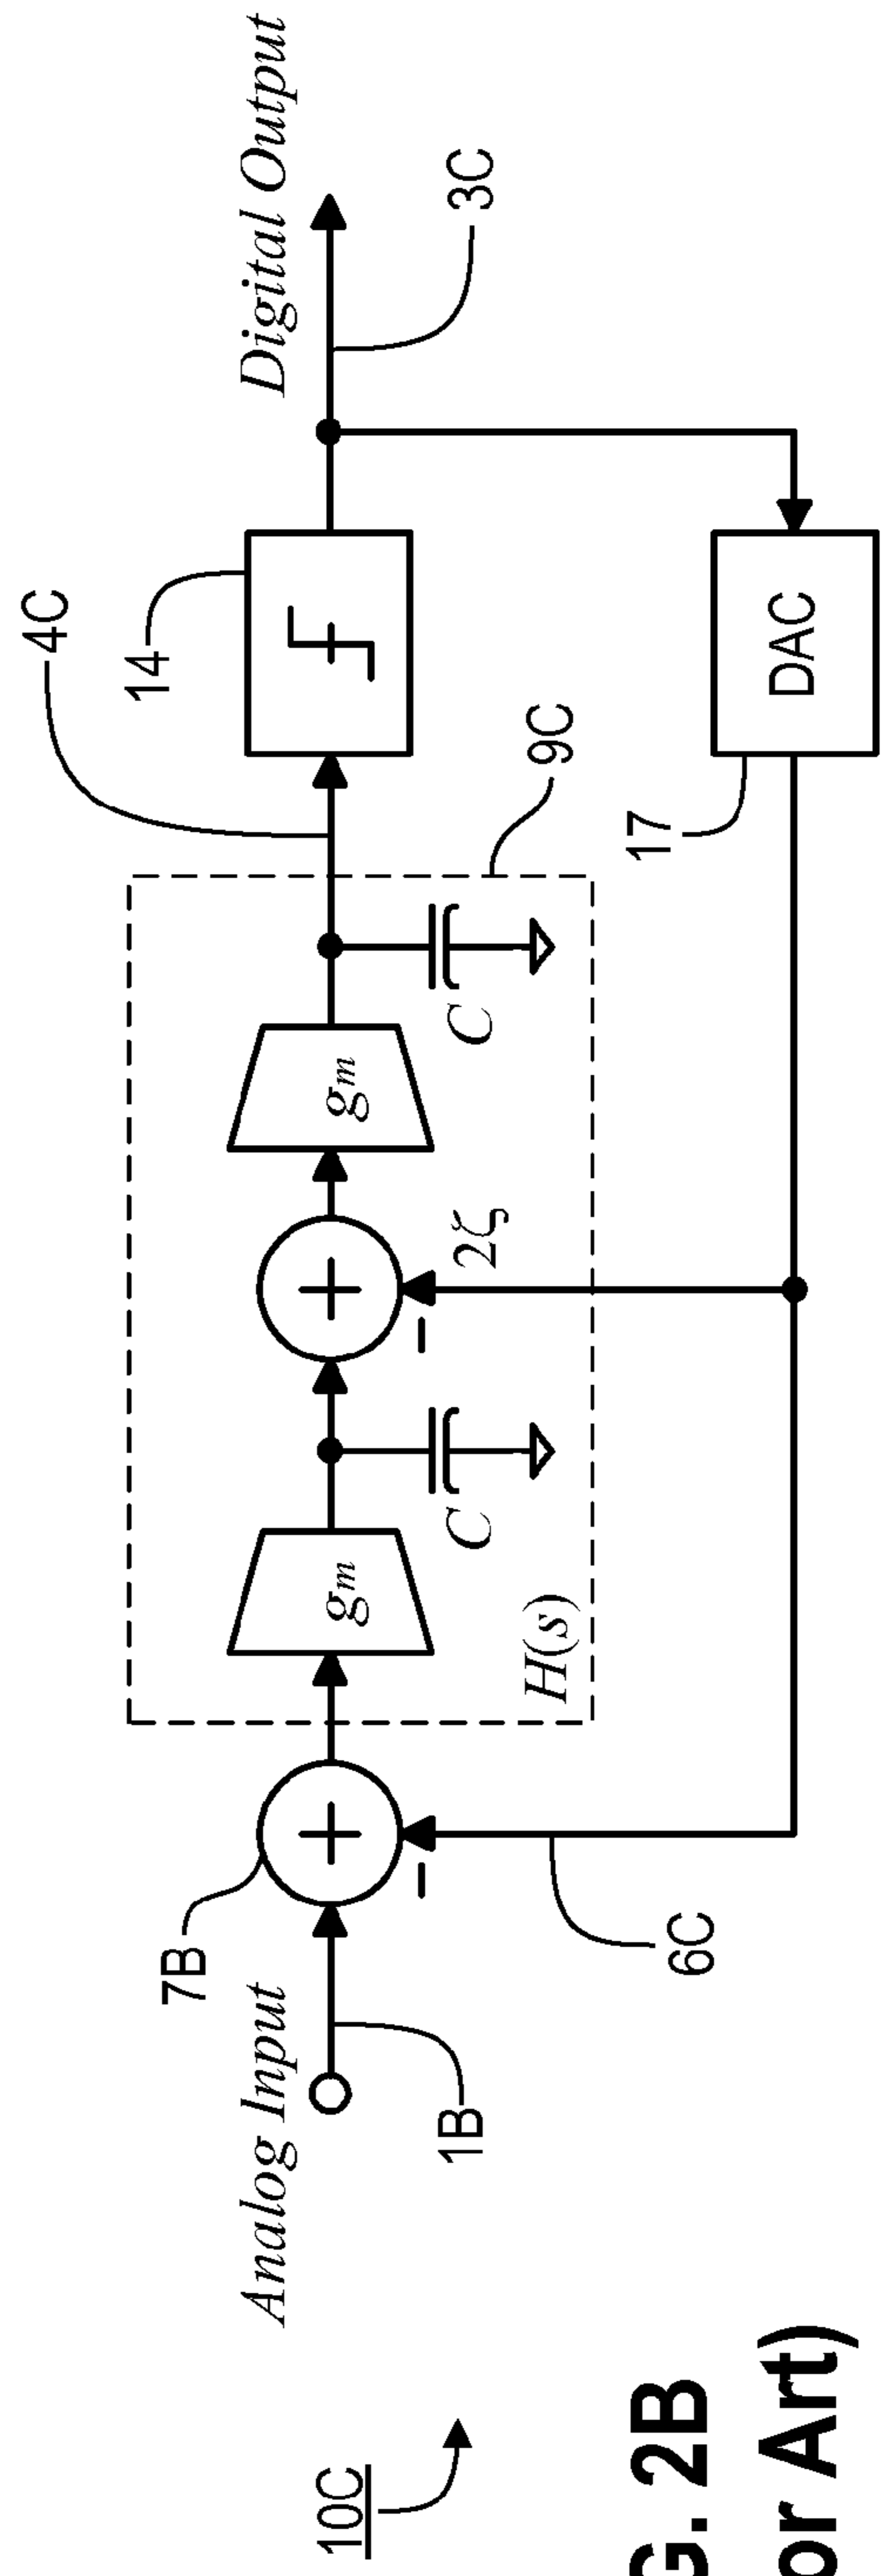 10C
Analog Input
1B
7B
6C
H(s)
gm
C
2ζ
gm
C
9C
4C
14
17
DAC
Digital Output
3C
G. 2B
or Art)